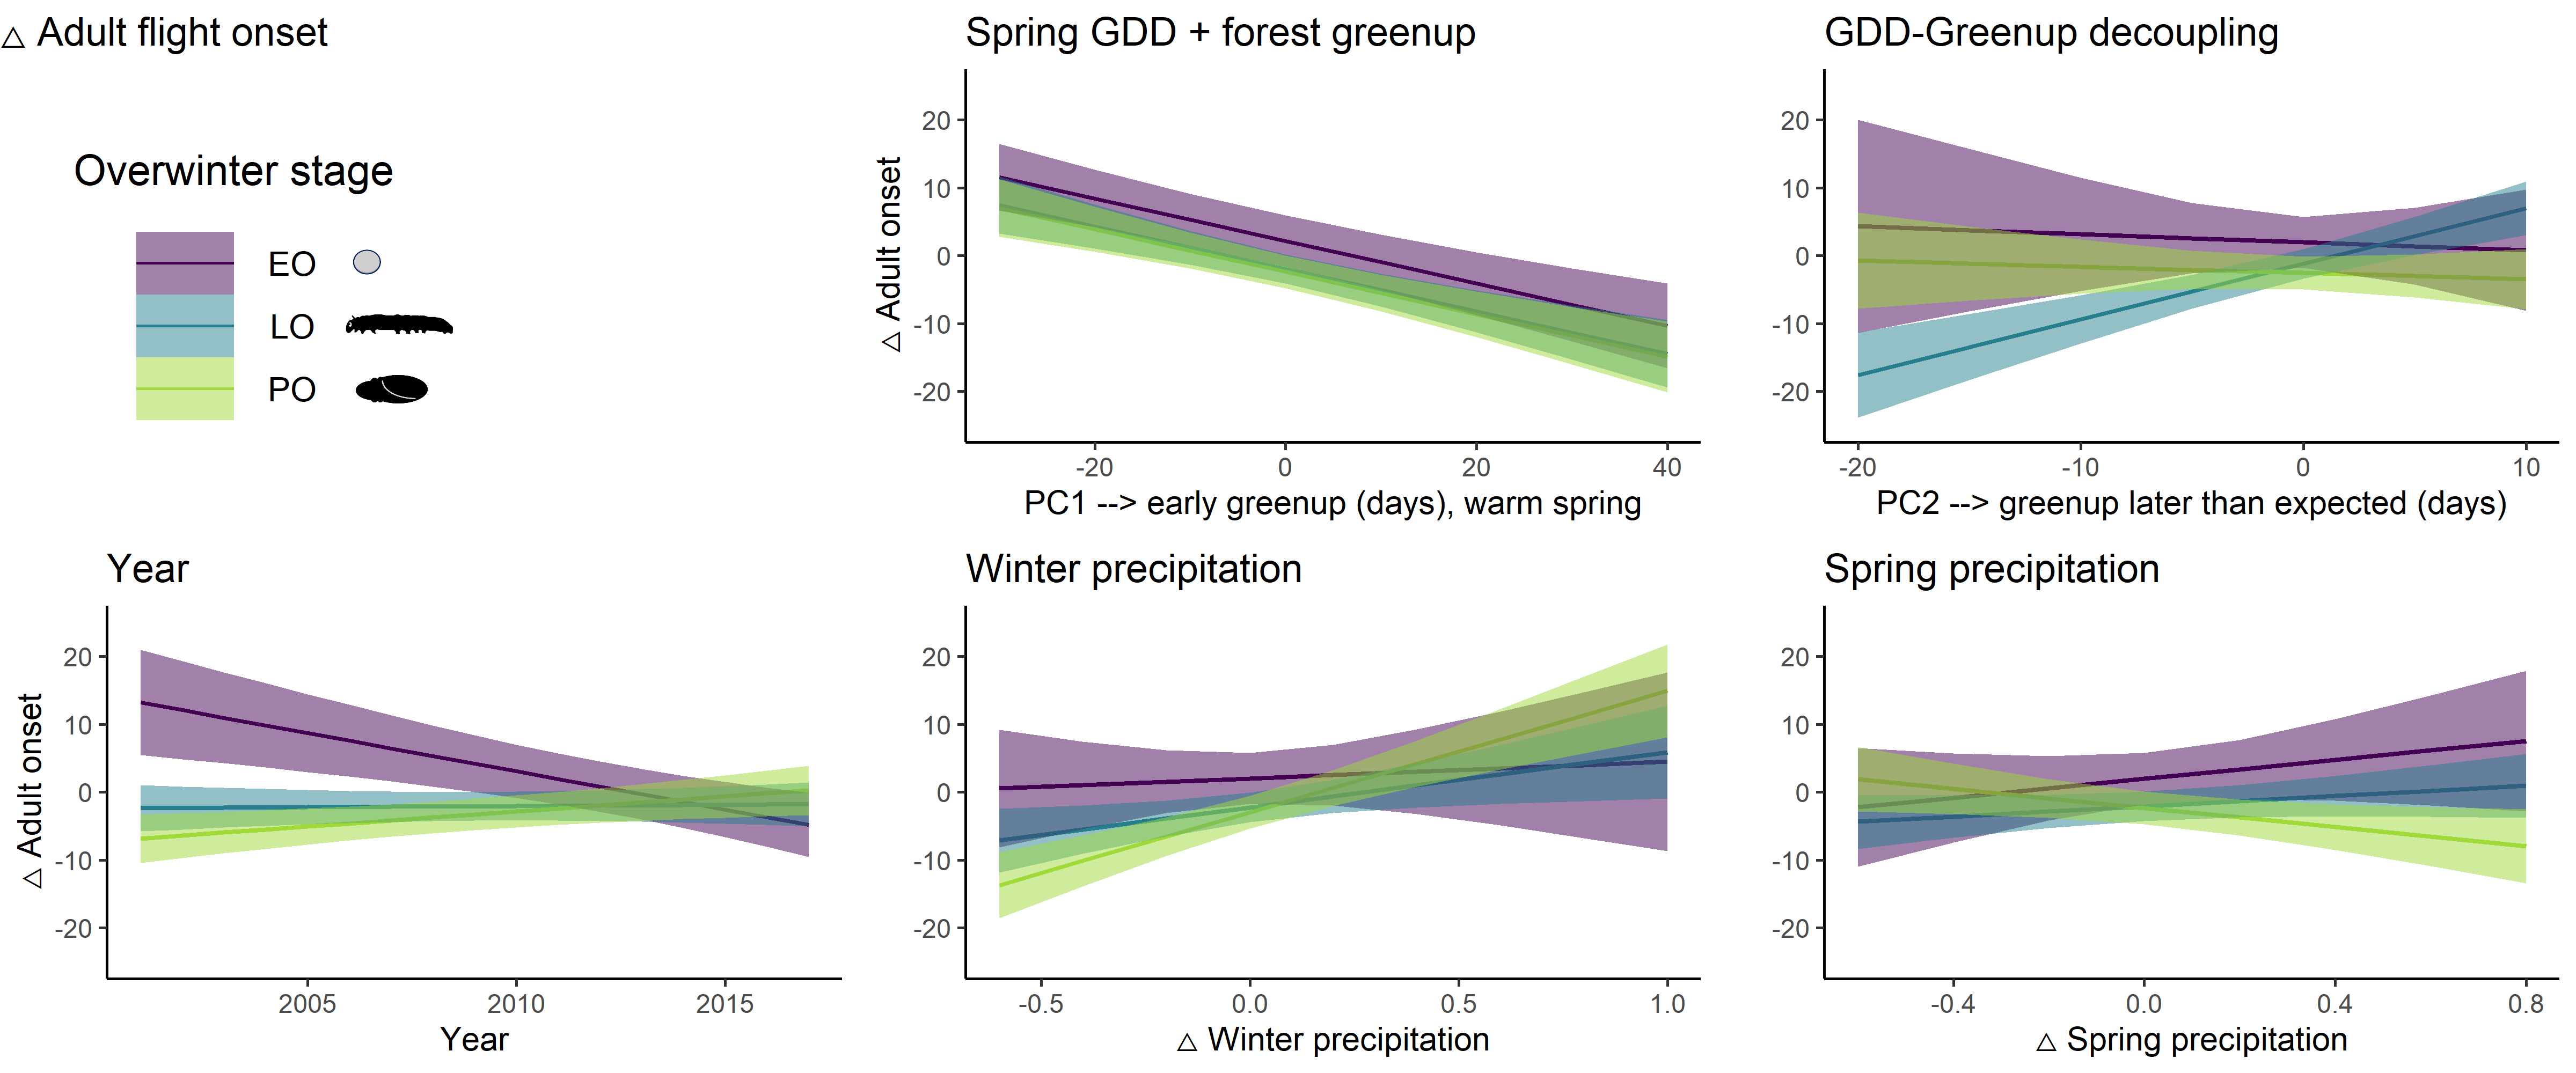 △ Adult flight onset
Overwinter stage
EO
LO
PO
Spring GDD + forest greenup
△ Adult onset
20
10
0
-10
-20
-20 0 20 40
PC1 --> early greenup (days), warm spring
GDD-Greenup decoupling
20
10
0
-10
-20
-20 -10 0 10
PC2 --> greenup later than expected (days)
Year
△ Adult onset
20
10
0
-10
-20
2005 2010 2015
Year
Winter precipitation
20
10
0
-10
-20
-0.5 0.0 0.5 1.0
△ Winter precipitation
Spring precipitation
20
10
0
-10
-20
-0.4 0.0 0.4 0.8
△ Spring precipitation